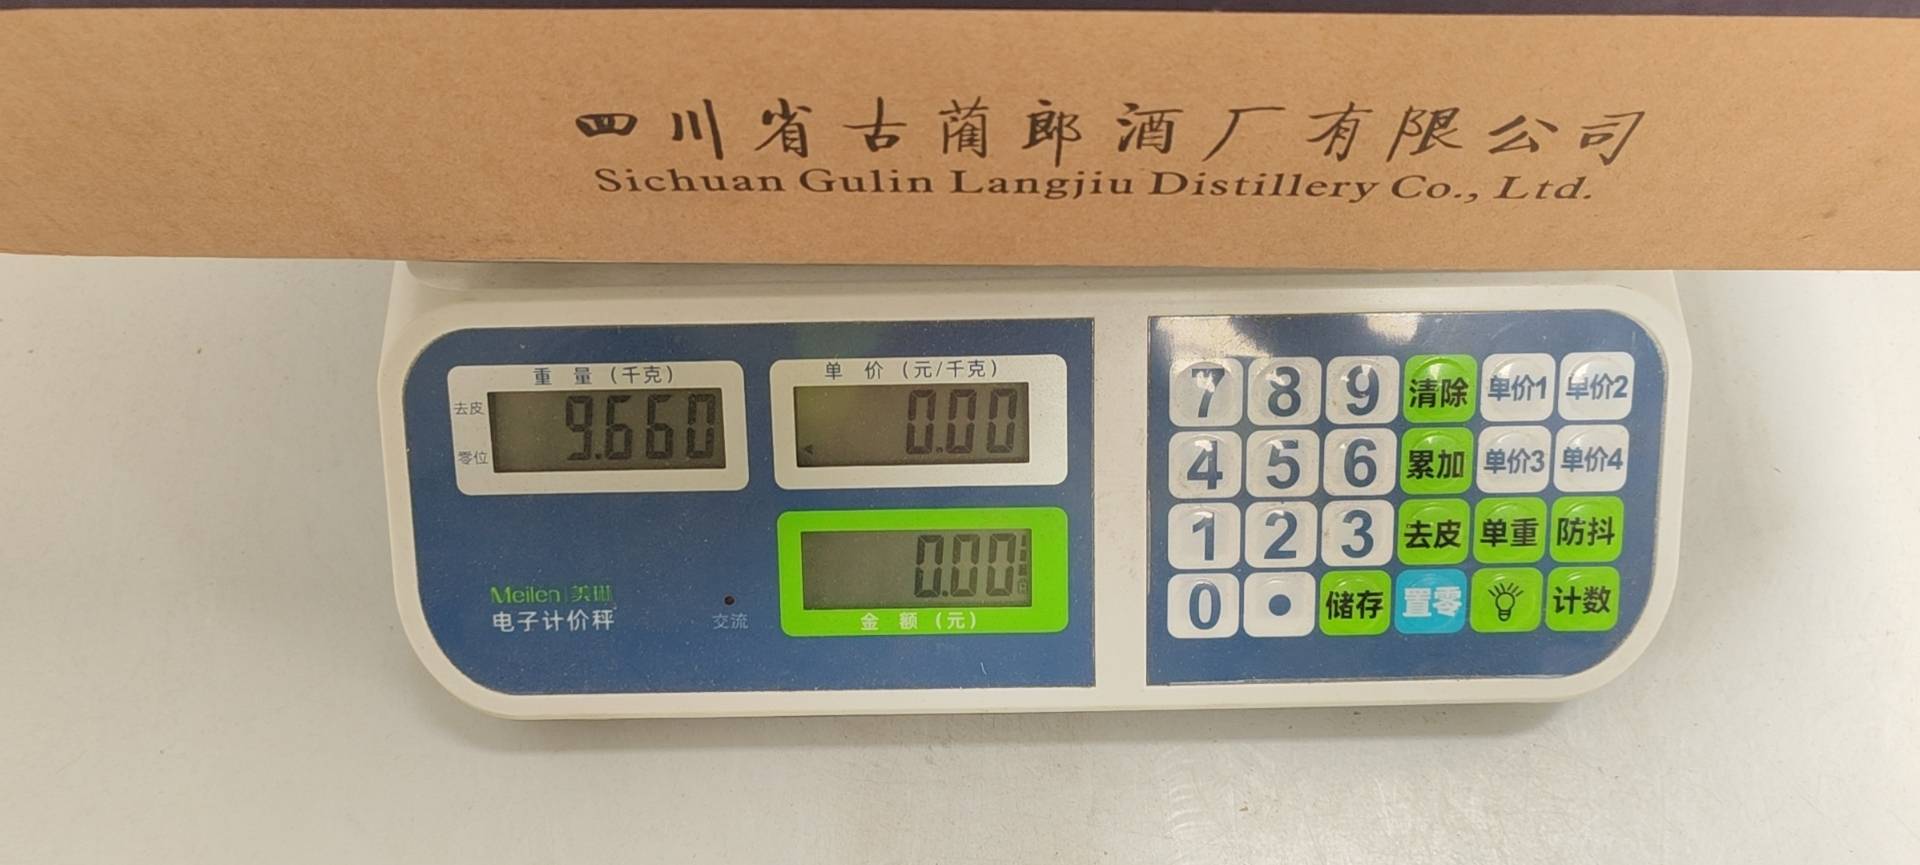 四川省古蔺郎酒厂有限公司
Sichuan Gulin Langjiu Distillery Co., Ltd.
重 量 (千克)
单 价 (元/千克)
去皮
9.660
0.00
零位
0.00
金 额 (元)
Meilen 美琳
电子计价秤
交流
7 8 9 清除 单价1 单价2
4 5 6 累加 单价3 单价4
1 2 3 去皮 单重 防抖
0 • 储存 置零 计数